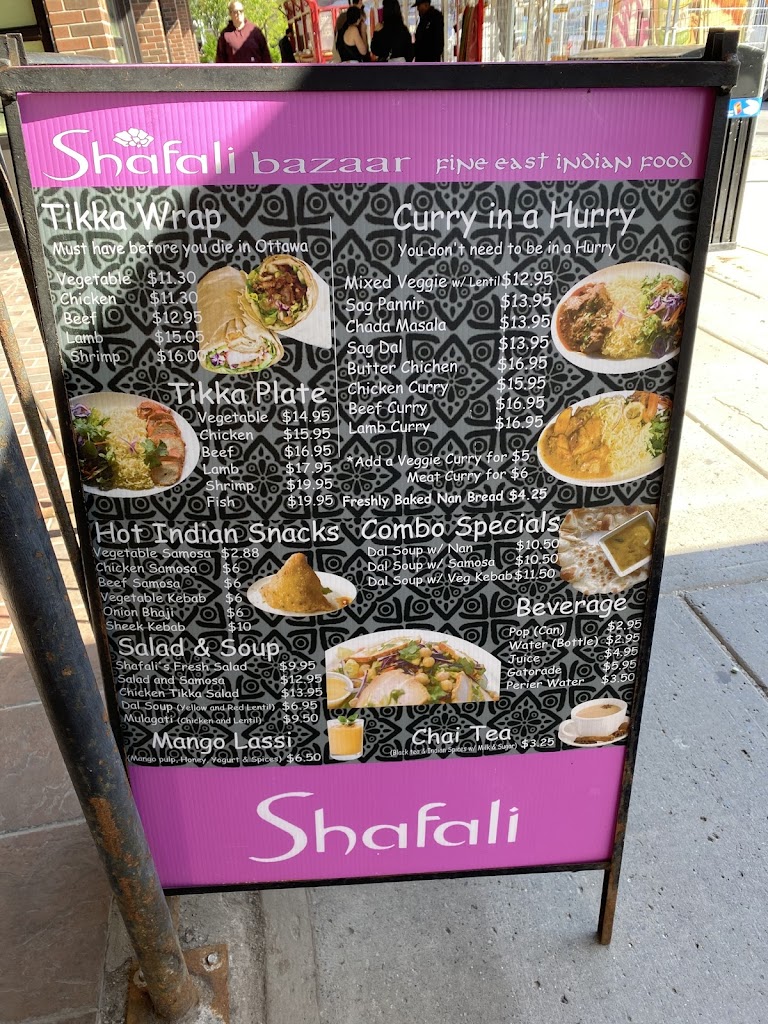 Shafali bazaar fine east indian food
Tikka Wrap
Must have before you die in Ottawa
Vegetable $11.30
Chicken $11.30
Beef $12.95
Lamb $15.05
Shrimp $16.00
Curry in a Hurry
You don't need to be in a Hurry
Mixed Veggie w/ Lentil $12.95
Sag Pannir $13.95
Chada Masala $13.95
Sag Dal $13.95
Butter Chichen $16.95
Chicken Curry $15.95
Beef Curry $16.95
Lamb Curry $16.95
*Add a Veggie Curry for $5
Meat Curry for $6
Freshly Baked Nan Bread $4.25
Tikka Plate
Vegetable $14.95
Chicken $15.95
Beef $16.95
Lamb $17.95
Shrimp $19.95
Fish $19.95
Hot Indian Snacks
Vegetable Samosa $2.88
Chicken Samosa $6
Beef Samosa $6
Vegetable Kebab $6
Onion Bhaji $6
Sheek Kebab $10
Combo Specials
Dal Soup w/ Nan $10.50
Dal Soup w/ Samosa $10.50
Dal Soup w/ Veg Kebab $11.50
Beverage
Pop (Can) $2.95
Water (Bottle) $2.95
Juice $4.95
Gatorade $5.95
Perier Water $3.50
Salad & Soup
Shafali's Fresh Salad $9.95
Salad and Samosa $12.95
Chicken Tikka Salad $13.95
Dal Soup (Yellow and Red Lentil) $6.95
Mulagati (Chicken and Lentil) $9.50
Mango Lassi
(Mango pulp, Honey, Yogurt & Spices) $6.50
Chai Tea
(Black tea & Indian Spices w/ Milk & Sugar) $3.25
Shafali